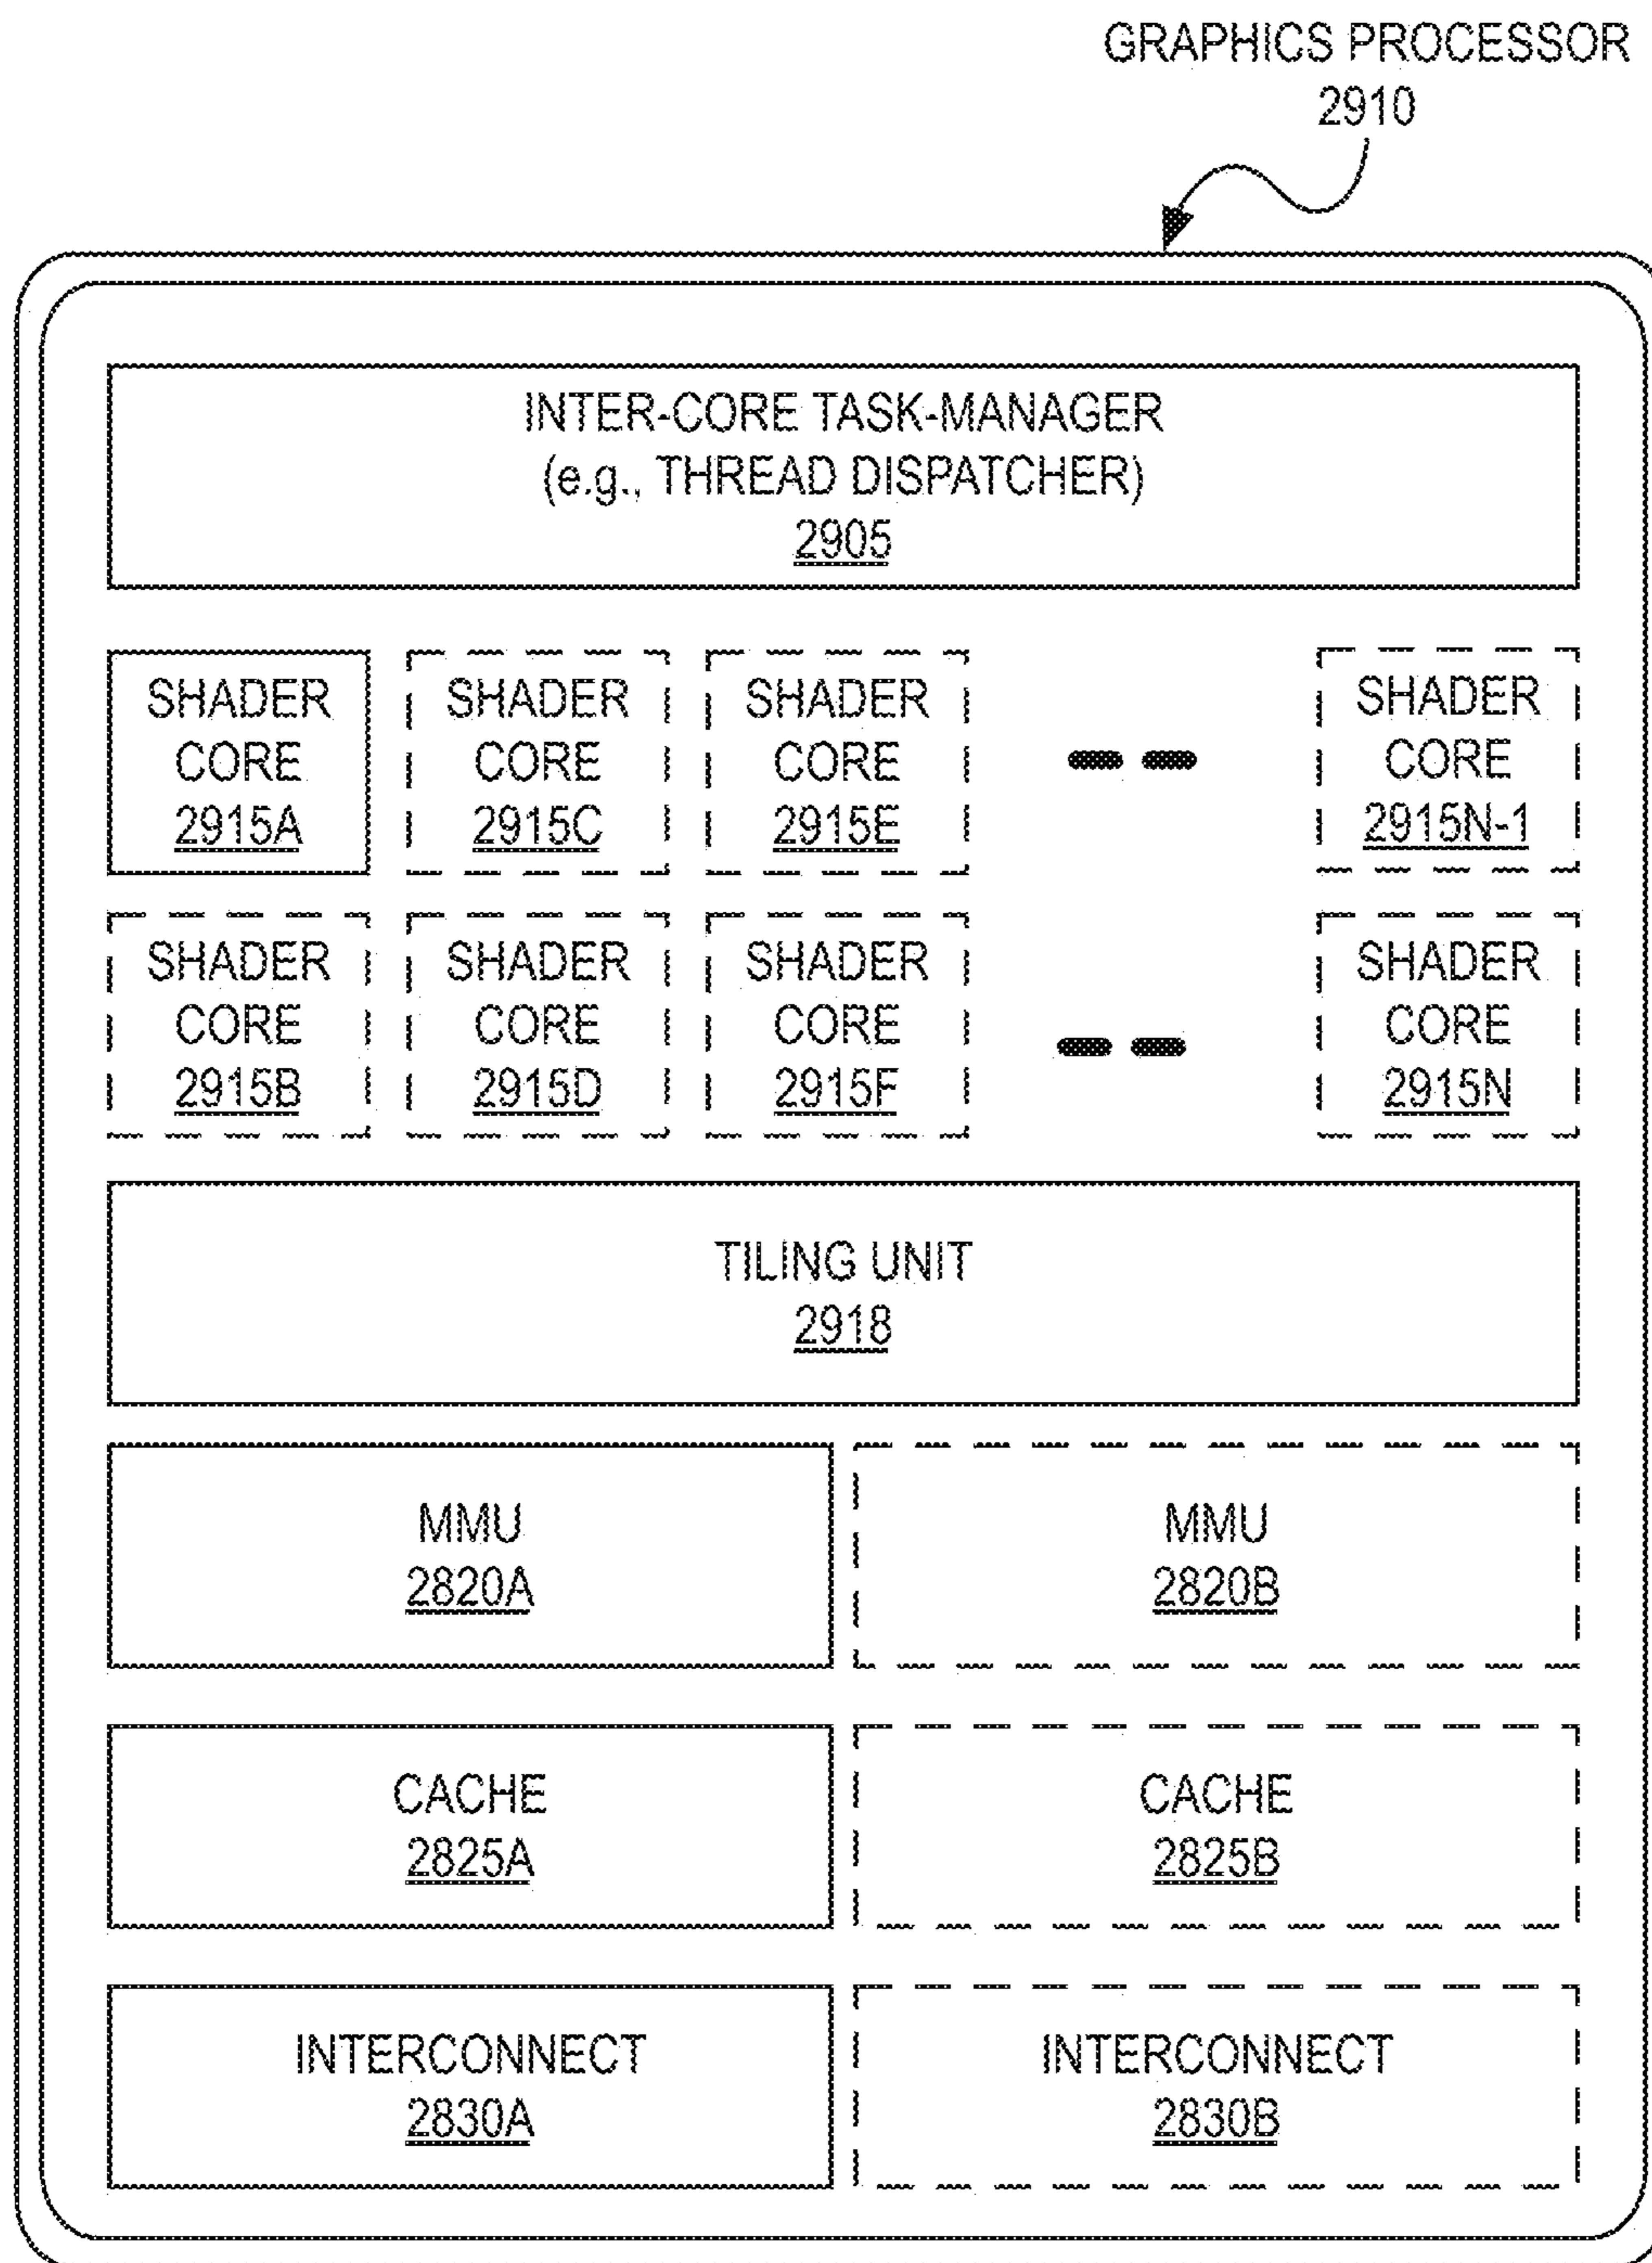 GRAPHICS PROCESSOR
2910
INTER-CORE TASK-MANAGER
(e.g., THREAD DISPATCHER)
2905
SHADER
CORE
2915A
SHADER
CORE
2915C
SHADER
CORE
2915E
SHADER
CORE
2915N-1
SHADER
CORE
2915B
SHADER
CORE
2915D
SHADER
CORE
2915F
SHADER
CORE
2915N
TILING UNIT
2918
MMU
2820A
MMU
2820B
CACHE
2825A
CACHE
2825B
INTERCONNECT
2830A
INTERCONNECT
2830B